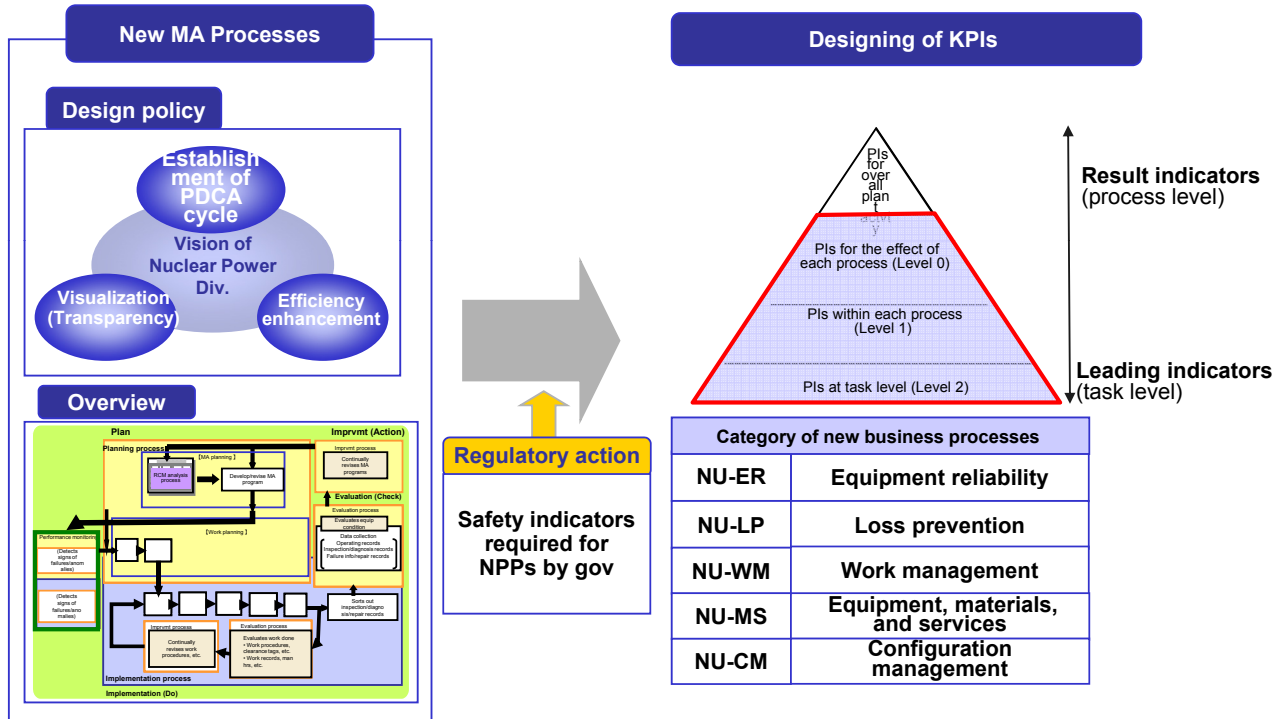 New MA Processes
Design policy
Establish
ment of
PDCA
cycle
Vision of
Nuclear Power
Div.
Visualization
(Transparency)
Efficiency
enhancement
Overview
Plan
Imprvmt (Action)
Planning process
【MA planning】
RCM analysis
process
Develop/revise MA
program
Imprvmt process
Continually
revises MA
programs
Evaluation (Check)
Evaluation process
Evaluates equip
condition
Data collection
Operating records
Inspection/diagnosis records
Failure info/repair records
【Work planning】
Performance monitoring
(Detects
signs of
failures/anom
alies)
(Detects
signs of
failures/ano
malies)
Sorts out
inspection/diagno
sis/repair records
Imprvmt process
Continually
revises work
procedures, etc.
Evaluation process
Evaluates work done
• Work procedures,
clearance tags, etc.
• Work records, man
hrs, etc.
Implementation process
Implementation (Do)
Regulatory action
Safety indicators
required for
NPPs by gov
Designing of KPIs
PIs
for
over
all
plan
t
activi
y
PIs for the effect of
each process (Level 0)
PIs within each process
(Level 1)
PIs at task level (Level 2)
Result indicators
(process level)
Leading indicators
(task level)
Category of new business processes
NU-ER Equipment reliability
NU-LP Loss prevention
NU-WM Work management
NU-MS Equipment, materials,
and services
NU-CM Configuration
management